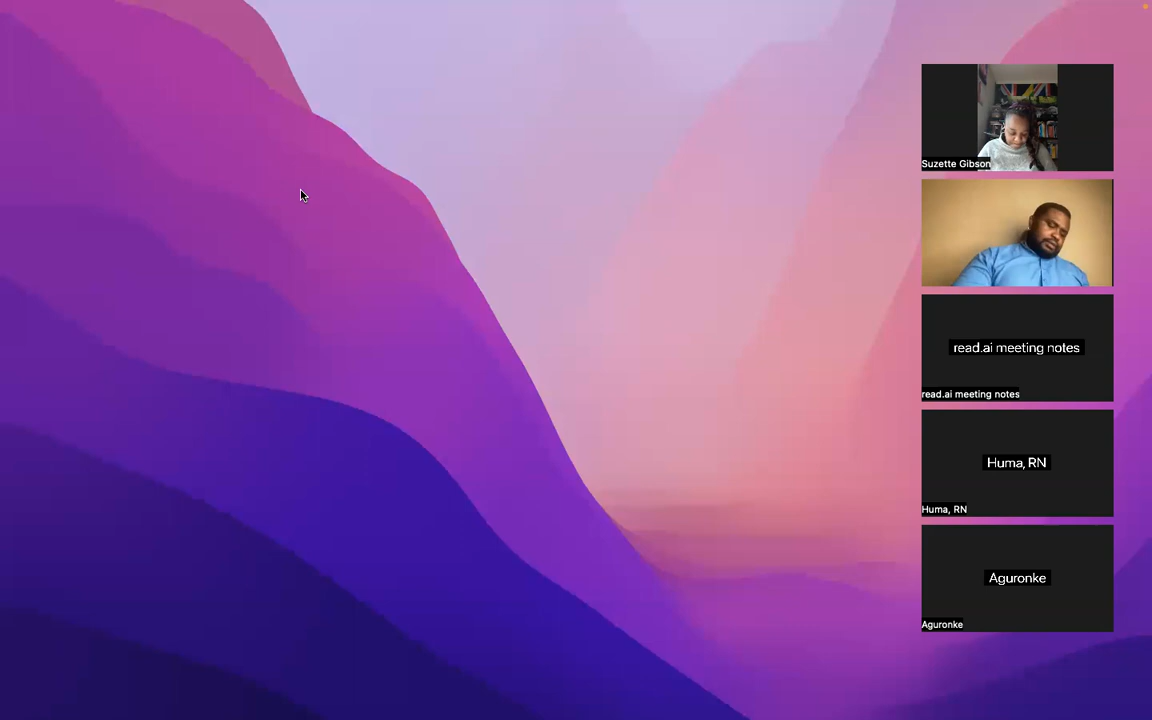 Suzette Gibson
read.ai meeting notes
read.ai meeting notes
Huma, RN
Huma, RN
Aguronke
Aguronke